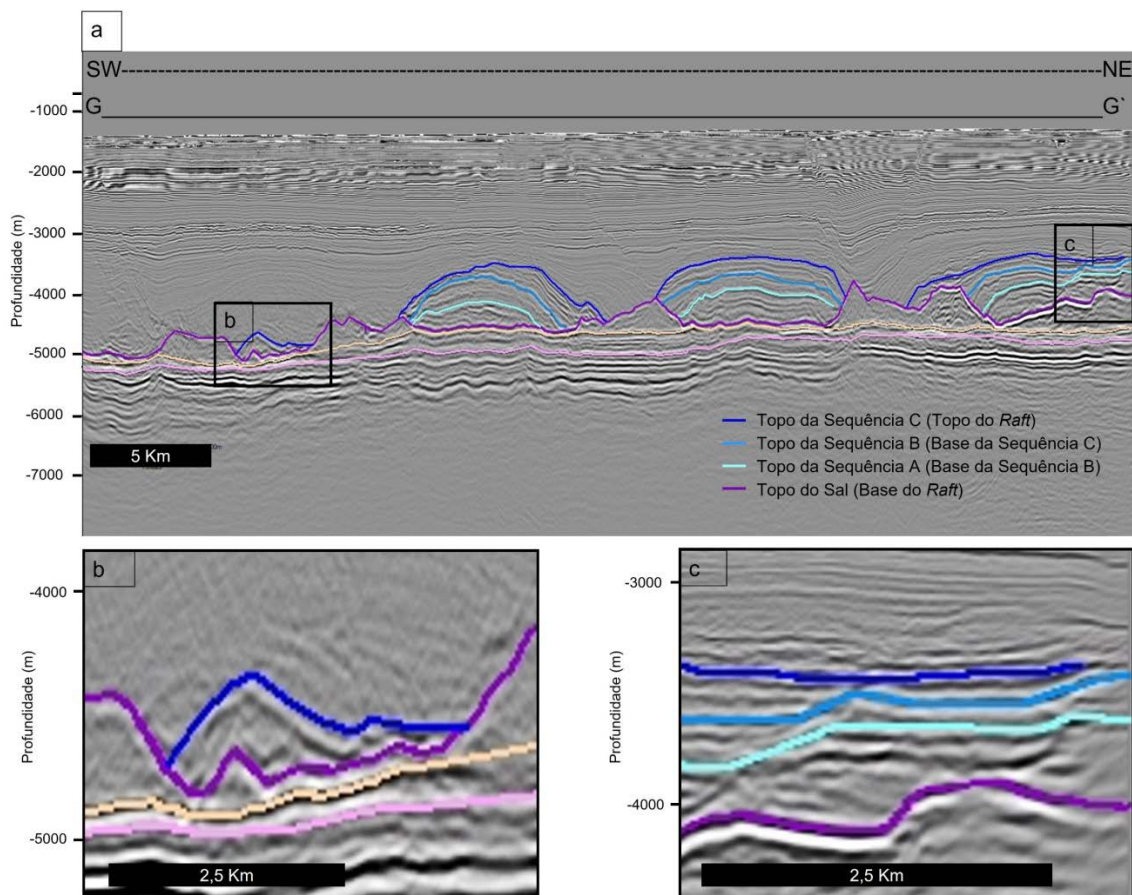 a
SW
NE
G
G`
-1000
-2000
-3000
-4000
-5000
-6000
-7000
Profundidade (m)
b
c
5 Km
Topo da Sequência C (Topo do Raft)
Topo da Sequência B (Base da Sequência C)
Topo da Sequência A (Base da Sequência B)
Topo do Sal (Base do Raft)
b
-4000
-5000
Profundidade (m)
2,5 Km
c
-3000
-4000
Profundidade (m)
2,5 Km